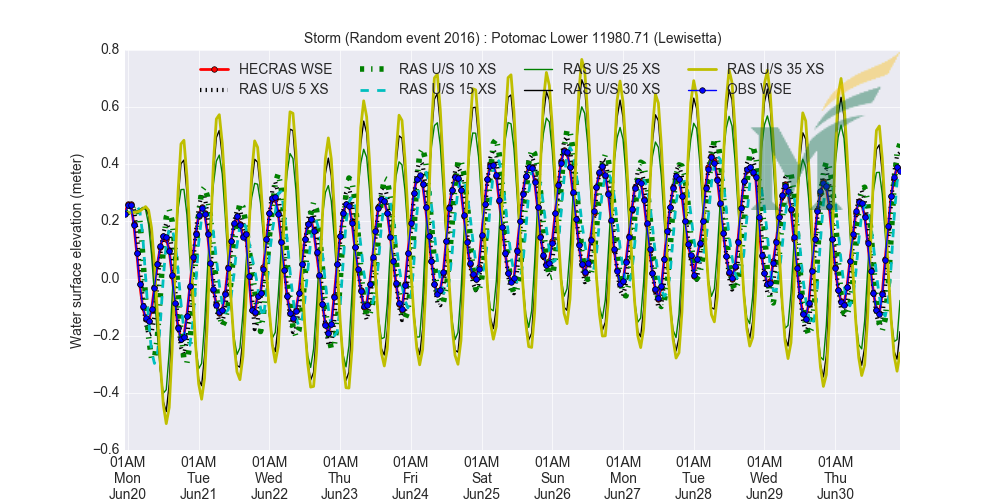 Storm (Random event 2016) : Potomac Lower 11980.71 (Lewisetta)
HECRAS WSE
RAS U/S 5 XS
RAS U/S 10 XS
RAS U/S 15 XS
RAS U/S 25 XS
RAS U/S 30 XS
RAS U/S 35 XS
OBS WSE
Water surface elevation (meter)
0.8
0.6
0.4
0.2
0.0
−0.2
−0.4
−0.6
01AM
Mon
Jun20
01AM
Tue
Jun21
01AM
Wed
Jun22
01AM
Thu
Jun23
01AM
Fri
Jun24
01AM
Sat
Jun25
01AM
Sun
Jun26
01AM
Mon
Jun27
01AM
Tue
Jun28
01AM
Wed
Jun29
01AM
Thu
Jun30